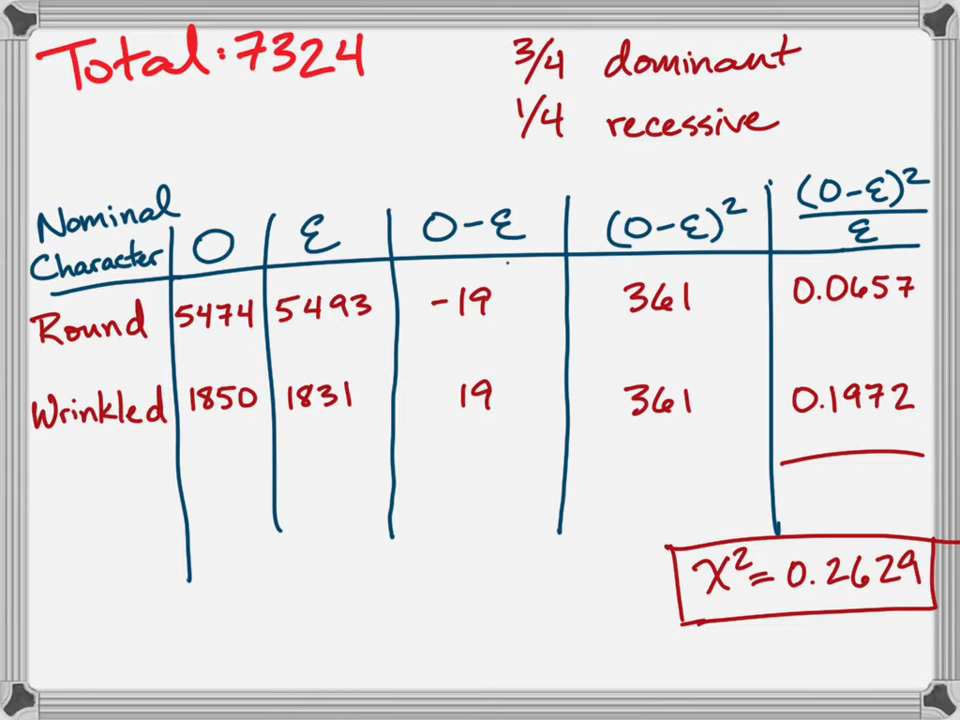 Total: 7324
3/4 dominant
1/4 recessive
Nominal Character O E O-E (O-E)² (O-E)²/E
Round 5474 5493 -19 361 0.0657
Wrinkled 1850 1831 19 361 0.1972
χ²= 0.2629